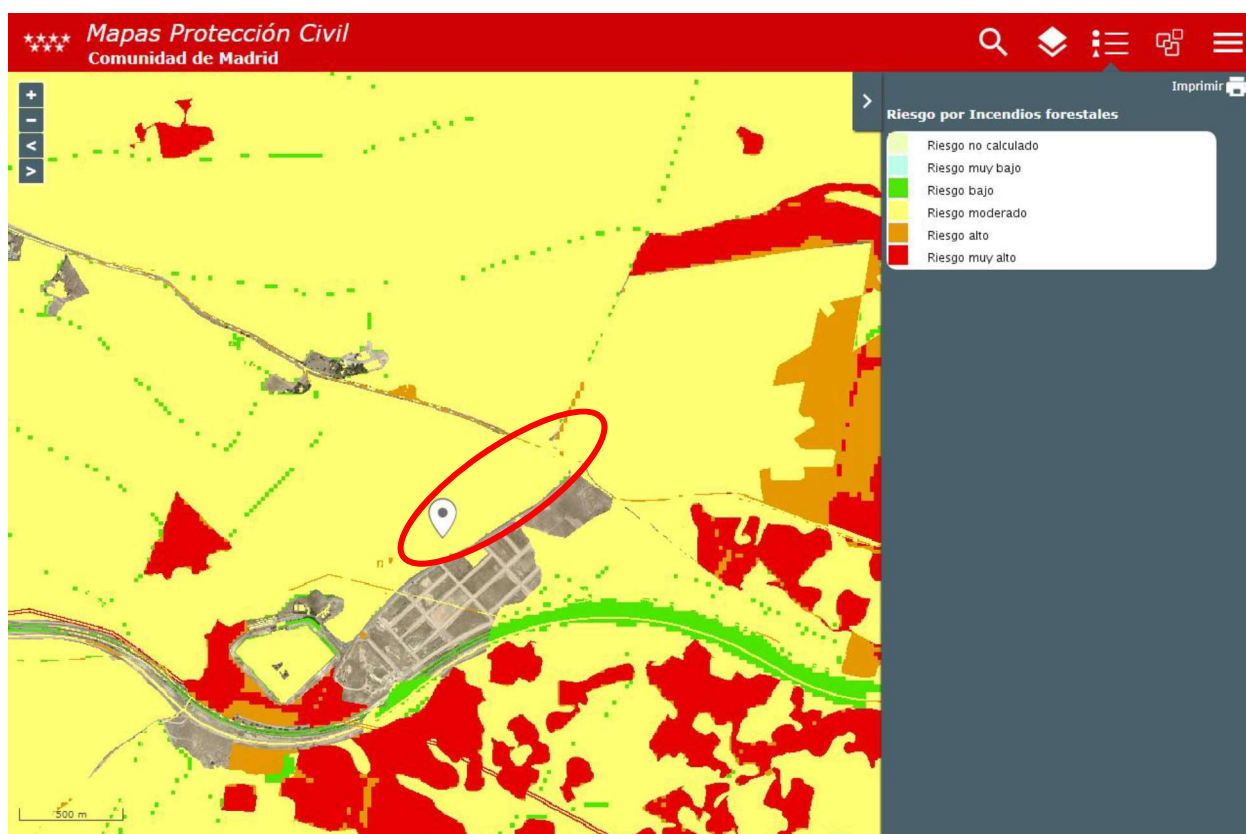 Mapas Protección Civil
Comunidad de Madrid
Imprimir
+
−
<
>
>
Riesgo por Incendios forestales
Riesgo no calculado
Riesgo muy bajo
Riesgo bajo
Riesgo moderado
Riesgo alto
Riesgo muy alto
500 m